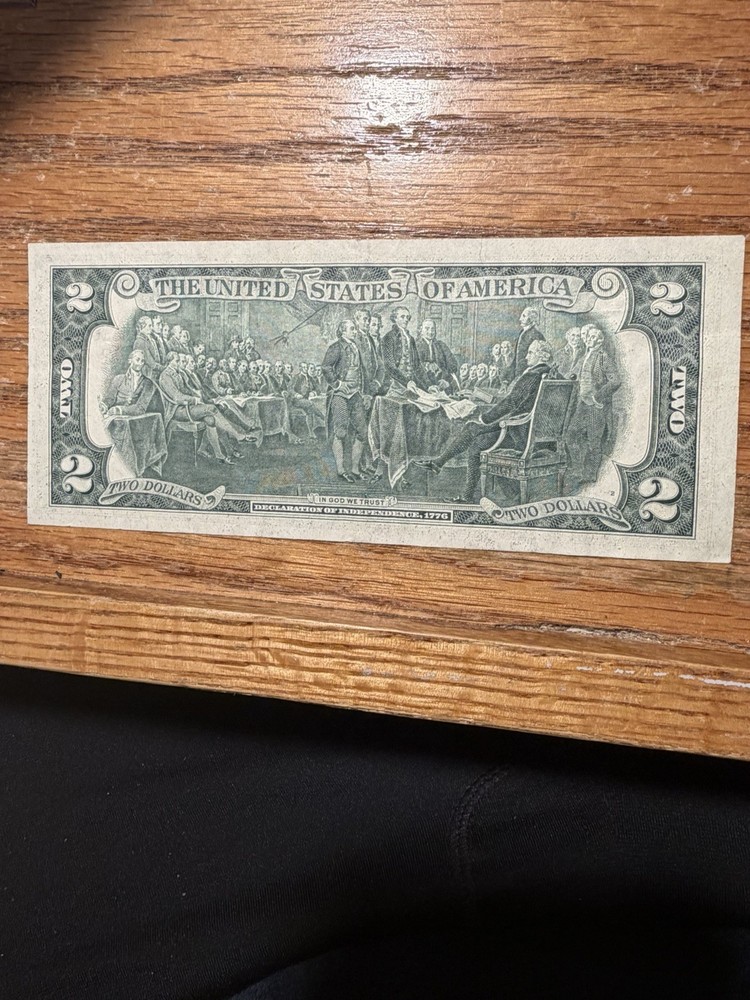 THE UNITED STATES OF AMERICA
2
2
TWO
TWO
2
2
TWO DOLLARS
IN GOD WE TRUST
TWO DOLLARS
DECLARATION OF INDEPENDENCE, 1776